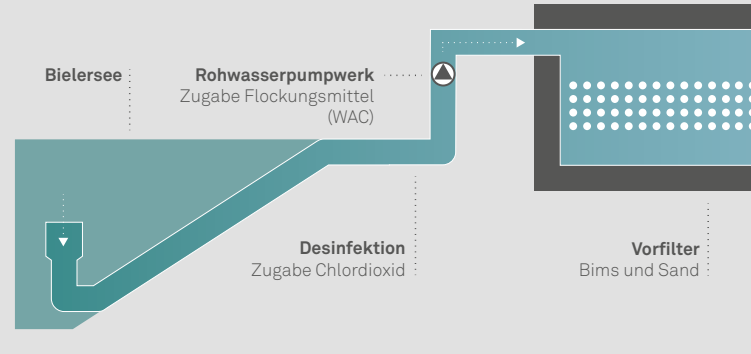 Bielersee
Rohwasserpumpwerk
Zugabe Flockungsmittel
(WAC)
Desinfektion
Zugabe Chlordioxid
Vorfilter
Bims und Sand